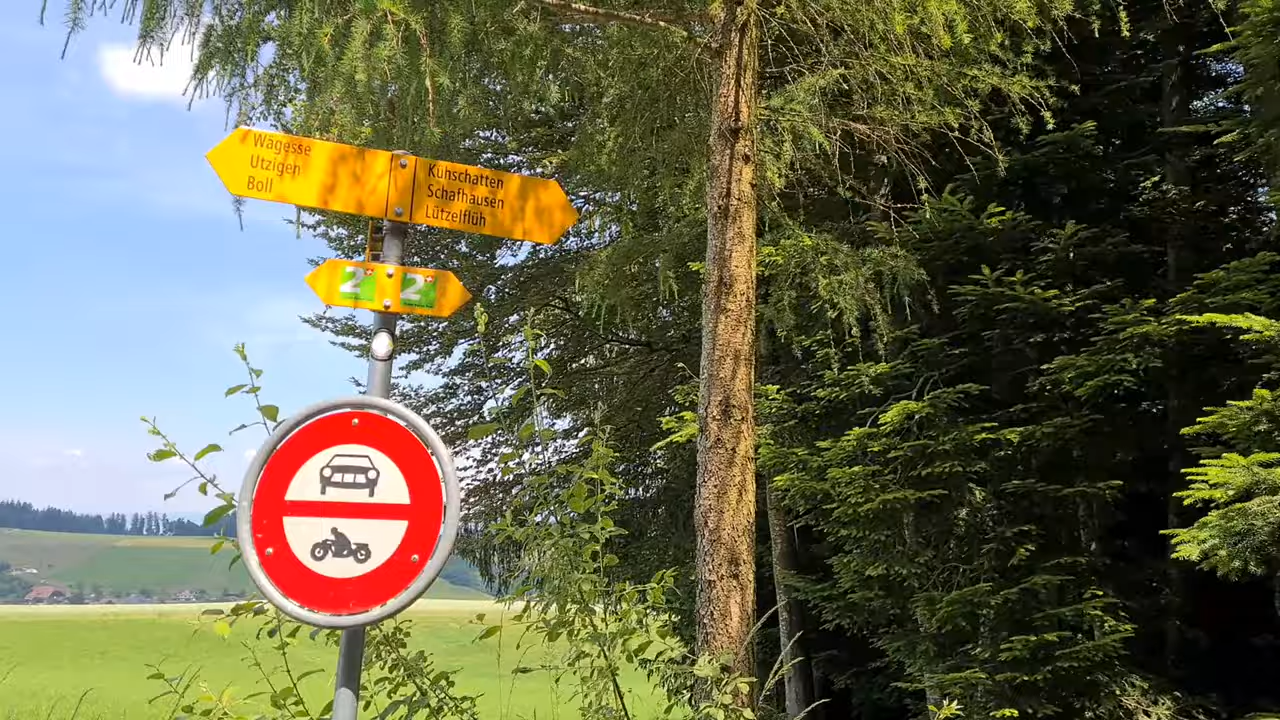 Wägesse
Utzigen
Boll
Kuhschatten
Schafhausen
Lützelflüh
2
2